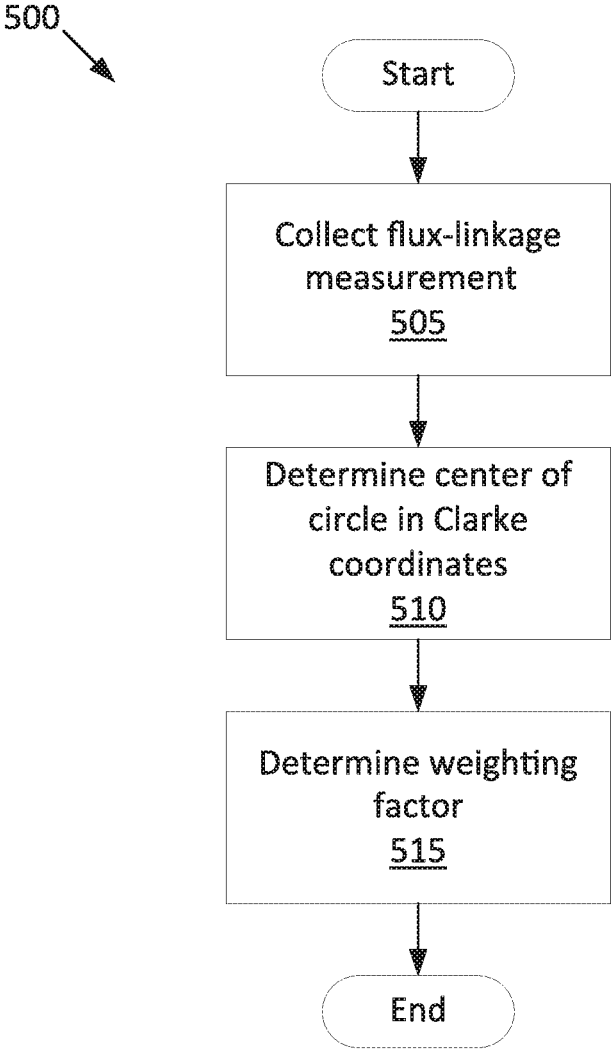 500
Start
Collect flux-linkage
measurement
505
Determine center of
circle in Clarke
coordinates
510
Determine weighting
factor
515
End